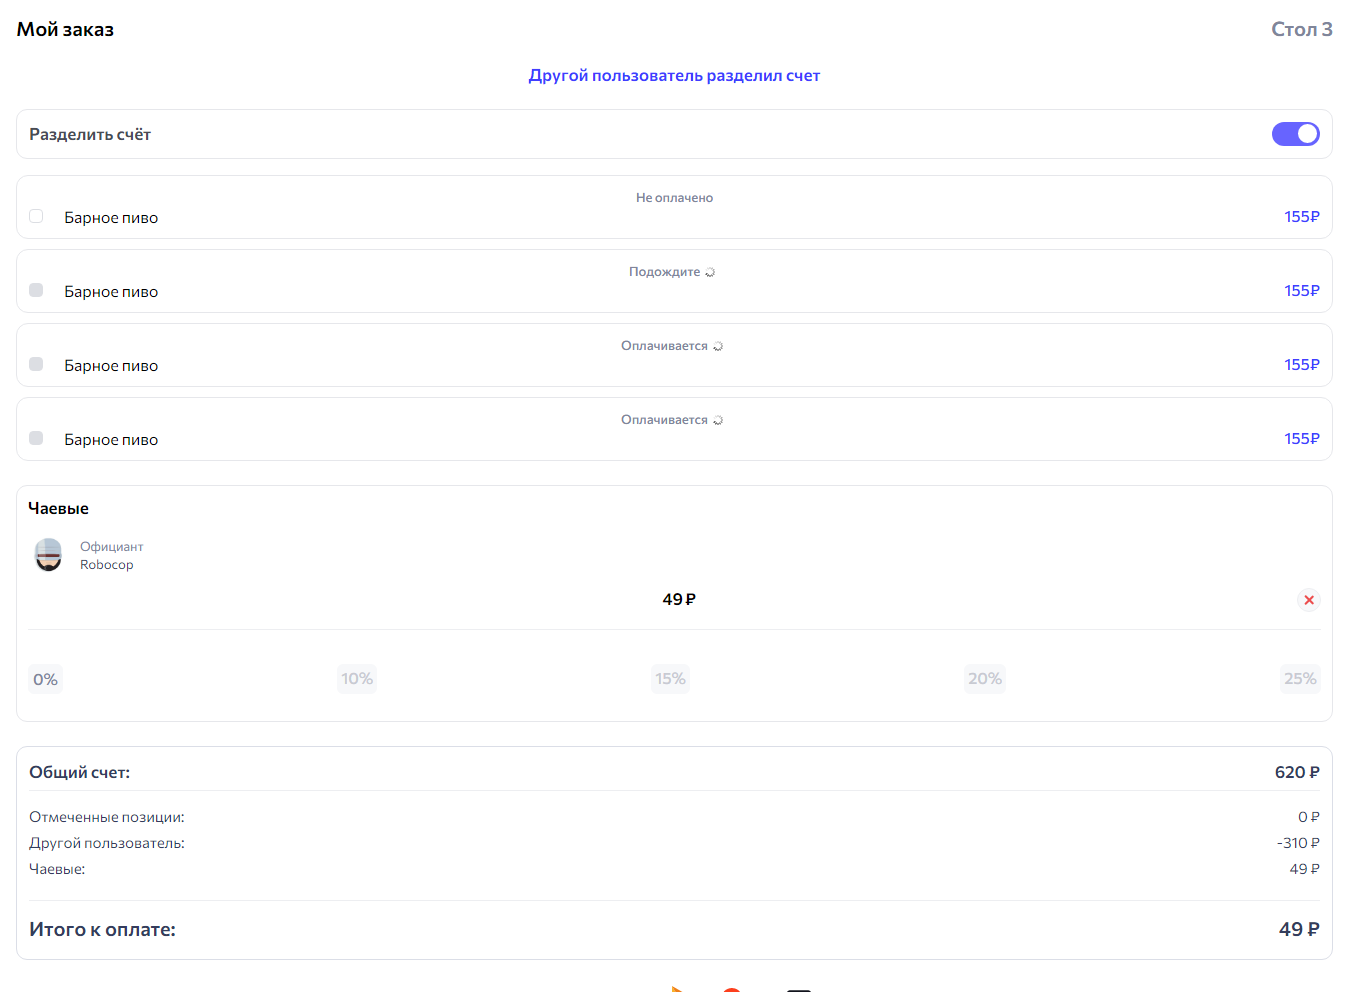 Мой заказ
Стол 3
Другой пользователь разделил счет
Разделить счёт
Не оплачено
Барное пиво
155₽
Подождите
Барное пиво
155₽
Оплачивается
Барное пиво
155₽
Оплачивается
Барное пиво
155₽
Чаевые
Официант
Robocop
49 ₽
0%
10%
15%
20%
25%
Общий счет:
620 ₽
Отмеченные позиции:
0 ₽
Другой пользователь:
-310 ₽
Чаевые:
49 ₽
Итого к оплате:
49 ₽